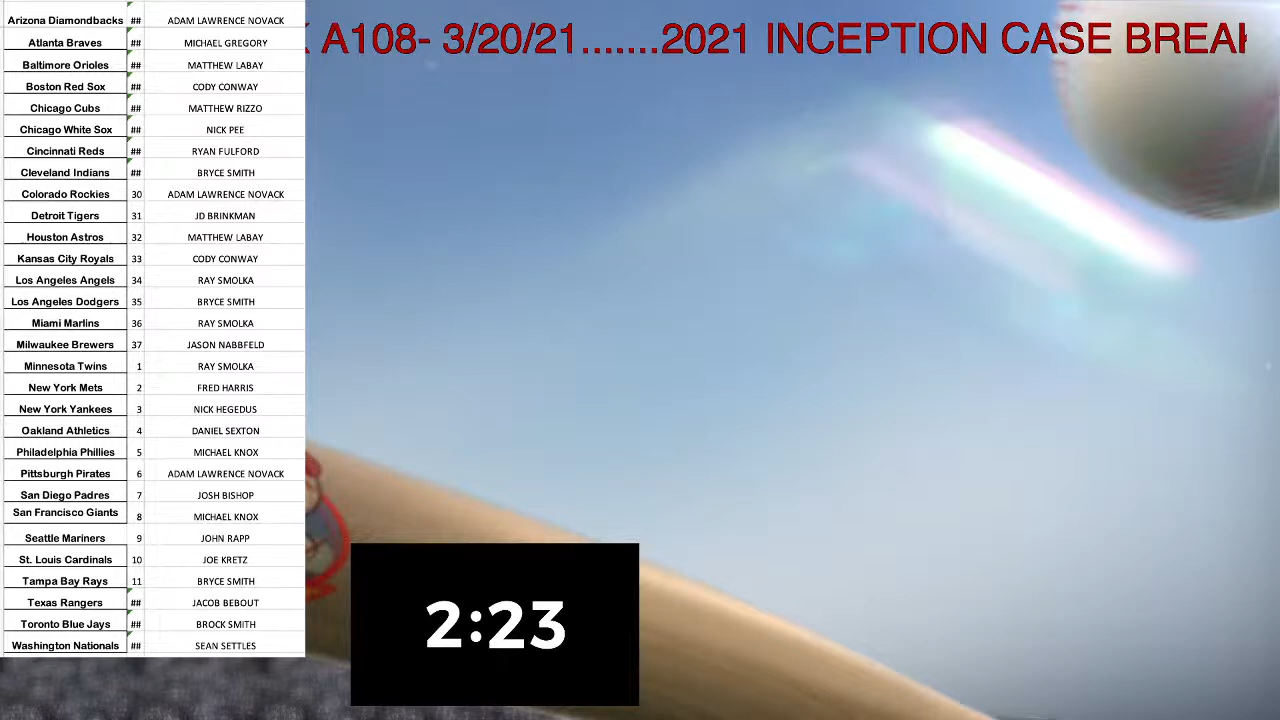 A108- 3/20/21.......2021 INCEPTION CASE BREAK
Arizona Diamondbacks ## ADAM LAWRENCE NOVACK
Atlanta Braves ## MICHAEL GREGORY
Baltimore Orioles ## MATTHEW LABAY
Boston Red Sox ## CODY CONWAY
Chicago Cubs ## MATTHEW RIZZO
Chicago White Sox ## NICK PEE
Cincinnati Reds ## RYAN FULFORD
Cleveland Indians ## BRYCE SMITH
Colorado Rockies 30 ADAM LAWRENCE NOVACK
Detroit Tigers 31 JD BRINKMAN
Houston Astros 32 MATTHEW LABAY
Kansas City Royals 33 CODY CONWAY
Los Angeles Angels 34 RAY SMOLKA
Los Angeles Dodgers 35 BRYCE SMITH
Miami Marlins 36 RAY SMOLKA
Milwaukee Brewers 37 JASON NABBFELD
Minnesota Twins 1 RAY SMOLKA
New York Mets 2 FRED HARRIS
New York Yankees 3 NICK HEGEDUS
Oakland Athletics 4 DANIEL SEXTON
Philadelphia Phillies 5 MICHAEL KNOX
Pittsburgh Pirates 6 ADAM LAWRENCE NOVACK
San Diego Padres 7 JOSH BISHOP
San Francisco Giants 8 MICHAEL KNOX
Seattle Mariners 9 JOHN RAPP
St. Louis Cardinals 10 JOE KRETZ
Tampa Bay Rays 11 BRYCE SMITH
Texas Rangers ## JACOB BEBOUT
Toronto Blue Jays ## BROCK SMITH
Washington Nationals ## SEAN SETTLES
2:23